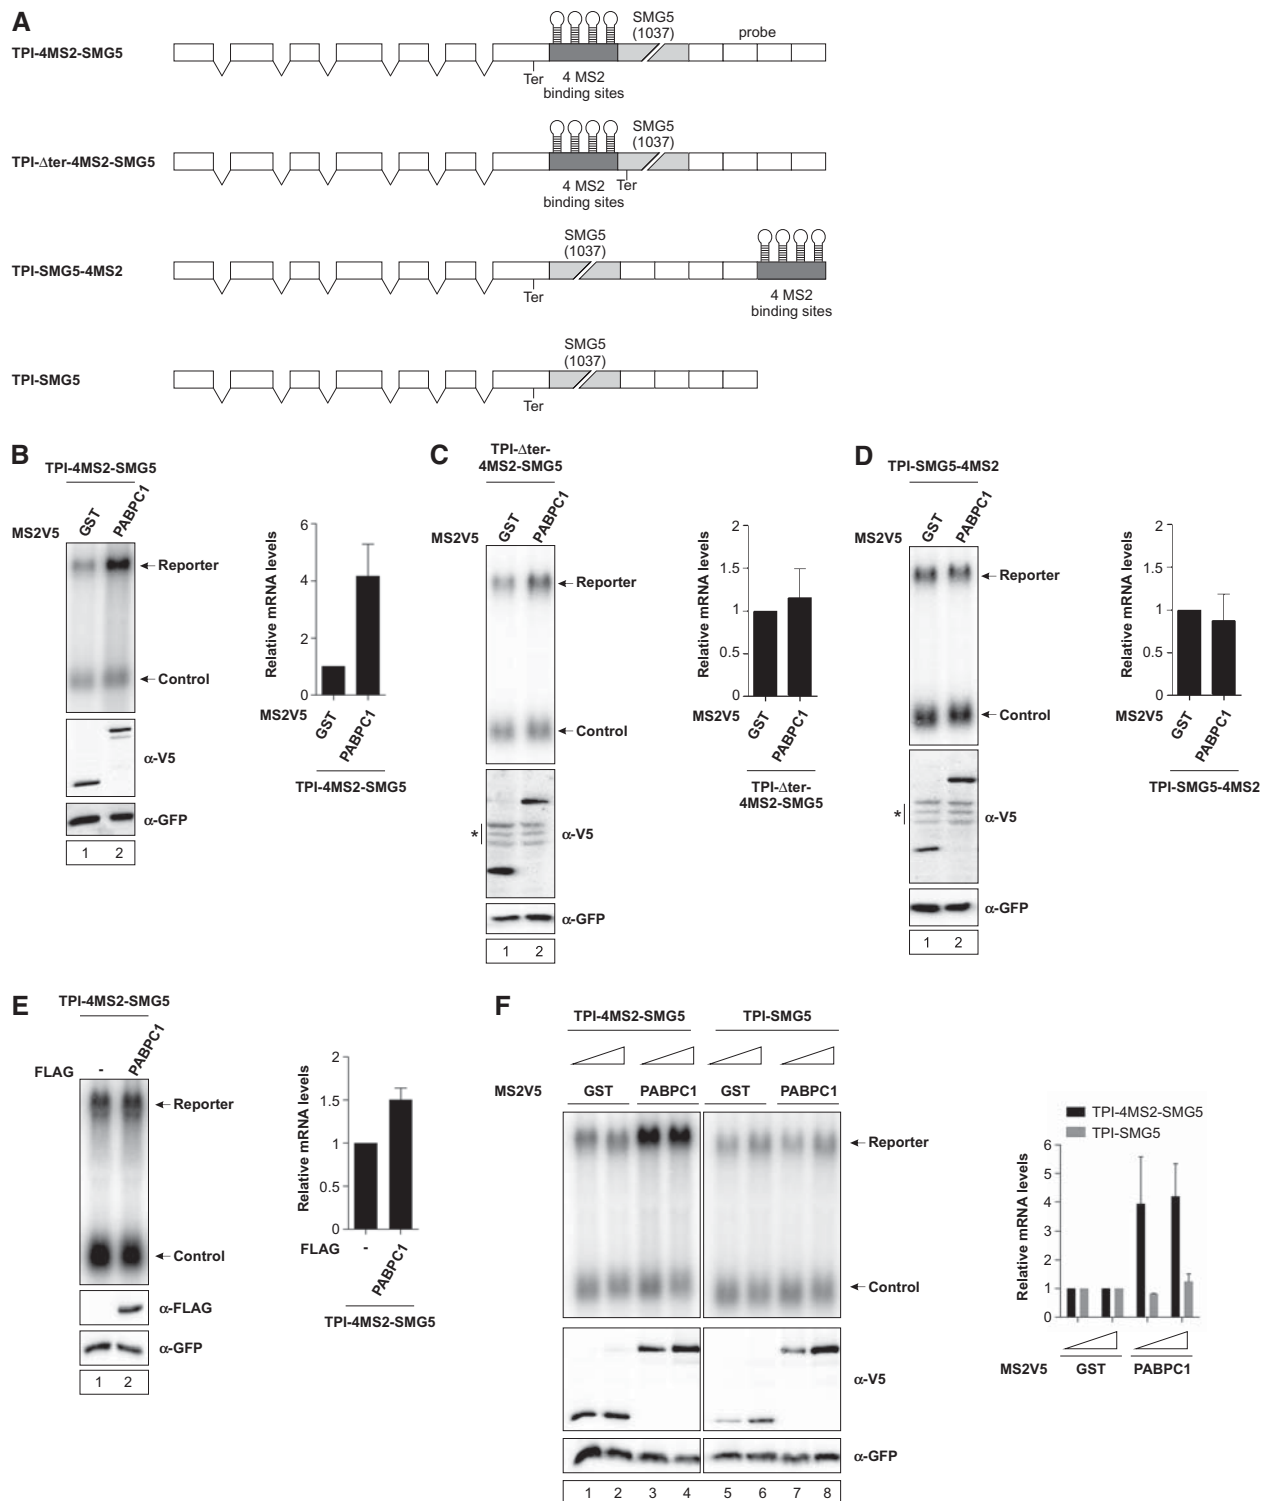 A
TPI-4MS2-SMG5
SMG5
(1037)
probe
Ter
4 MS2
binding sites
TPI-Δter-4MS2-SMG5
SMG5
(1037)
4 MS2
binding sites
Ter
TPI-SMG5-4MS2
SMG5
(1037)
Ter
4 MS2
binding sites
TPI-SMG5
SMG5
(1037)
Ter
B
TPI-4MS2-SMG5
MS2V5
GST
PABPC1
Reporter
Control
α-V5
α-GFP
1 2
Relative mRNA levels
6
4
2
0
MS2V5
GST
PABPC1
TPI-4MS2-SMG5
C
TPI-Δter-
4MS2-SMG5
MS2V5
GST
PABPC1
Reporter
Control
*
α-V5
α-GFP
1 2
Relative mRNA levels
2
1.5
1
0.5
0
MS2V5
GST
PABPC1
TPI-Δter-
4MS2-SMG5
D
TPI-SMG5-4MS2
MS2V5
GST
PABPC1
Reporter
Control
*
α-V5
α-GFP
1 2
Relative mRNA levels
2
1.5
1
0.5
0
MS2V5
GST
PABPC1
TPI-SMG5-4MS2
E
TPI-4MS2-SMG5
FLAG
-
PABPC1
Reporter
Control
α-FLAG
α-GFP
1 2
Relative mRNA levels
2
1.5
1
0.5
0
FLAG
-
PABPC1
TPI-4MS2-SMG5
F
TPI-4MS2-SMG5 TPI-SMG5
MS2V5 GST PABPC1 GST PABPC1
Reporter
Control
α-V5
α-GFP
1 2 3 4 5 6 7 8
TPI-4MS2-SMG5
TPI-SMG5
Relative mRNA levels
6
5
4
3
2
1
0
MS2V5 GST PABPC1